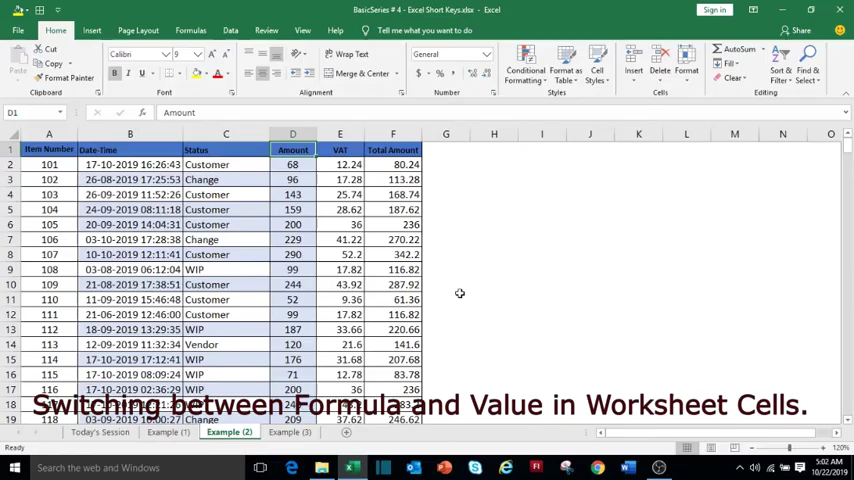 BasicSeries # 4 - Excel Short Keys.xlsx - Excel
Sign in
File Home Insert Page Layout Formulas Data Review View Help Tell me what you want to do Share
Cut
Copy
Format Painter
Paste
Clipboard
Calibri 9
B I U
Font
Wrap Text
Merge & Center
Alignment
General
$ % ,
Number
Conditional Formatting
Format as Table
Cell Styles
Styles
Insert Delete Format
Cells
AutoSum
Fill
Clear
Sort & Filter
Find & Select
Editing
D1 fx Amount
A B C D E F G H I J K L M N O
1 Item Number Date-Time Status Amount VAT Total Amount
2 101 17-10-2019 16:26:43 Customer 68 12.24 80.24
3 102 26-08-2019 17:25:53 Change 96 17.28 113.28
4 103 26-09-2019 11:52:26 Customer 143 25.74 168.74
5 104 24-09-2019 08:11:18 Customer 159 28.62 187.62
6 105 20-09-2019 14:04:31 Customer 200 36 236
7 106 03-10-2019 17:28:38 Change 229 41.22 270.22
8 107 10-10-2019 12:11:41 Customer 290 52.2 342.2
9 108 03-08-2019 06:12:04 WIP 99 17.82 116.82
10 109 21-08-2019 17:38:51 Customer 244 43.92 287.92
11 110 11-09-2019 15:46:48 Customer 52 9.36 61.36
12 111 21-06-2019 12:46:00 Customer 99 17.82 116.82
13 112 18-09-2019 13:29:35 WIP 187 33.66 220.66
14 113 12-09-2019 11:32:34 Vendor 120 21.6 141.6
15 114 17-10-2019 17:12:41 WIP 176 31.68 207.68
16 115 16-10-2019 08:09:24 WIP 71 12.78 83.78
17 116 17-10-2019 02:36:29 WIP 200 36 236
18
Switching between Formula and Value in Worksheet Cells.
19 118 Change 209 37.62 246.62
Today's Session Example (1) Example (2) Example (3)
Ready
120%
Search the web and Windows
5:02 AM
10/22/2019